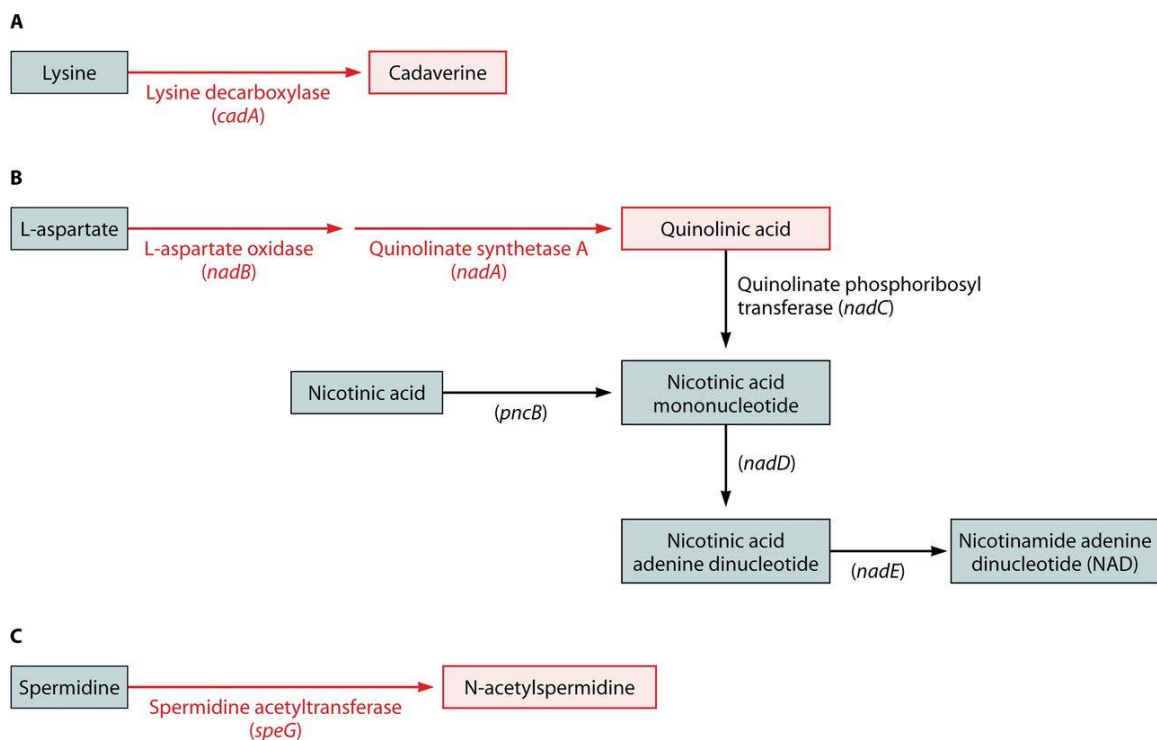 A
Lysine
Cadaverine
Lysine decarboxylase
(cadA)
B
L-aspartate
Quinolinic acid
L-aspartate oxidase
(nadB)
Quinolinate synthetase A
(nadA)
Quinolinate phosphoribosyl
transferase (nadC)
Nicotinic acid
(pncB)
Nicotinic acid
mononucleotide
(nadD)
Nicotinic acid
adenine dinucleotide
(nadE)
Nicotinamide adenine
dinucleotide (NAD)
C
Spermidine
N-acetylspermidine
Spermidine acetyltransferase
(speG)